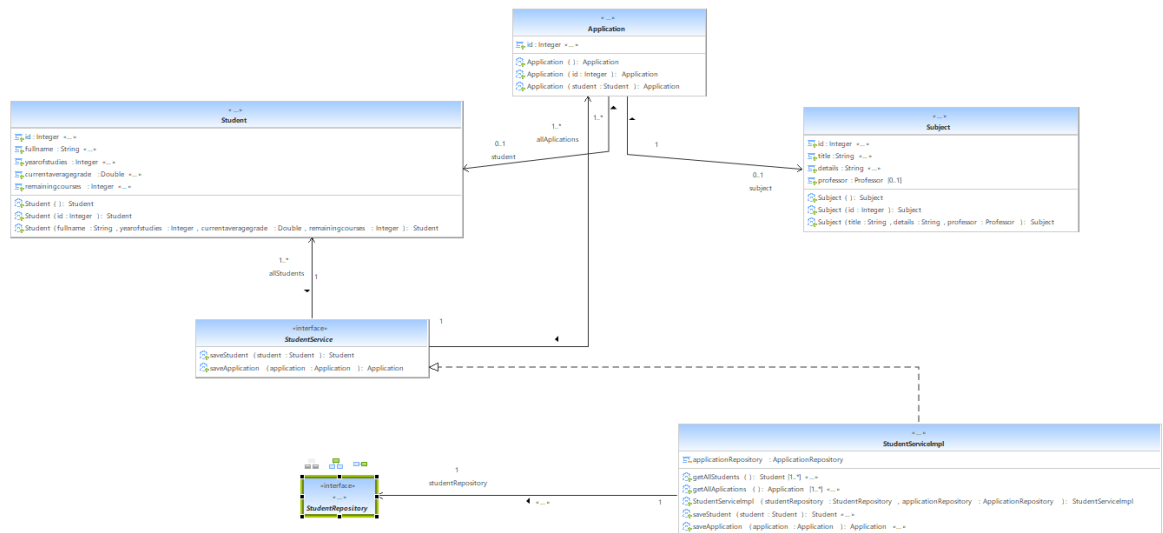 «...»
Application
id : Integer «...»
Application ( ): Application
Application (id : Integer ): Application
Application (student : Student ): Application
«...»
Student
id : Integer «...»
fullname : String «...»
yearofstudies : Integer «...»
currentaveragegrade : Double «...»
remainingcourses : Integer «...»
Student ( ): Student
Student (id : Integer ): Student
Student (fullname : String , yearofstudies : Integer , currentaveragegrade : Double , remainingcourses : Integer ): Student
«...»
Subject
id : Integer «...»
title : String «...»
details : String «...»
professor : Professor [0..1]
Subject ( ): Subject
Subject (id : Integer ): Subject
Subject (title : String , details : String , professor : Professor ): Subject
0..1
student
1..*
allAplications
1..*
1
0..1
subject
1..*
allStudents
1
1
«interface»
StudentService
saveStudent (student : Student ): Student
saveApplication (application : Application ): Application
«...»
StudentServiceImpl
applicationRepository : ApplicationRepository
getAllStudents ( ): Student [1..*] «...»
getAllAplications ( ): Application [1..*] «...»
StudentServiceImpl (studentRepository : StudentRepository , applicationRepository : ApplicationRepository ): StudentServiceImpl
saveStudent (student : Student ): Student «...»
saveApplication (application : Application ): Application «...»
1
studentRepository
«...»
1
«interface»
«...»
StudentRepository